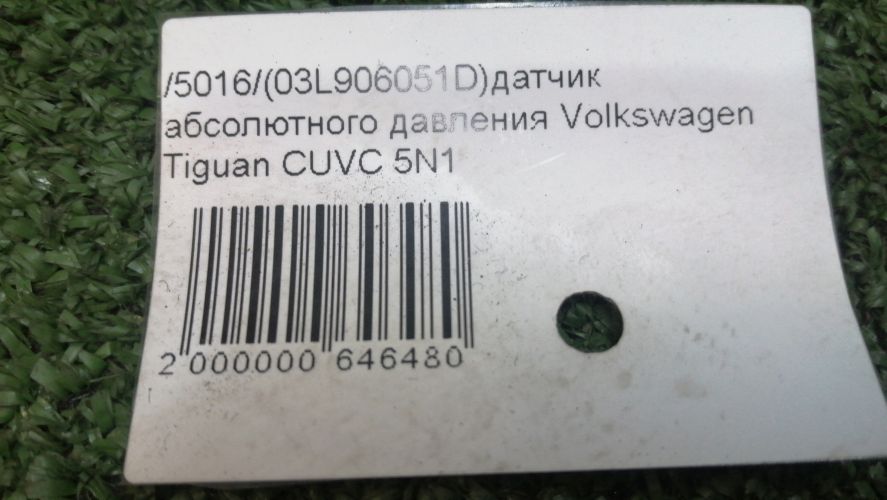 /5016/(03L906051D)датчик
абсолютного давления Volkswagen
Tiguan CUVC 5N1
2 000000 646480